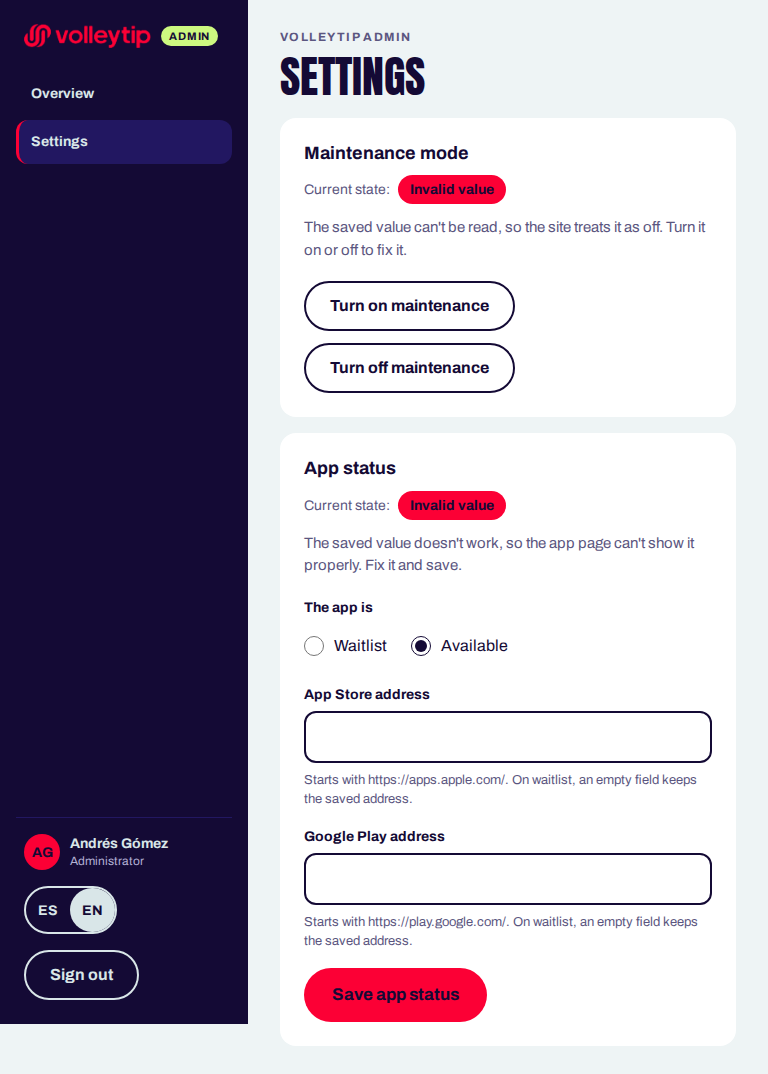 volleytip ADMIN
Overview
Settings
Andrés Gómez
AG
Administrator
ES EN
Sign out
VOLLEYTIP ADMIN
SETTINGS
Maintenance mode
Current state: Invalid value
The saved value can't be read, so the site treats it as off. Turn it
on or off to fix it.
Turn on maintenance
Turn off maintenance
App status
Current state: Invalid value
The saved value doesn't work, so the app page can't show it
properly. Fix it and save.
The app is
Waitlist Available
App Store address
Starts with https://apps.apple.com/. On waitlist, an empty field keeps
the saved address.
Google Play address
Starts with https://play.google.com/. On waitlist, an empty field keeps
the saved address.
Save app status